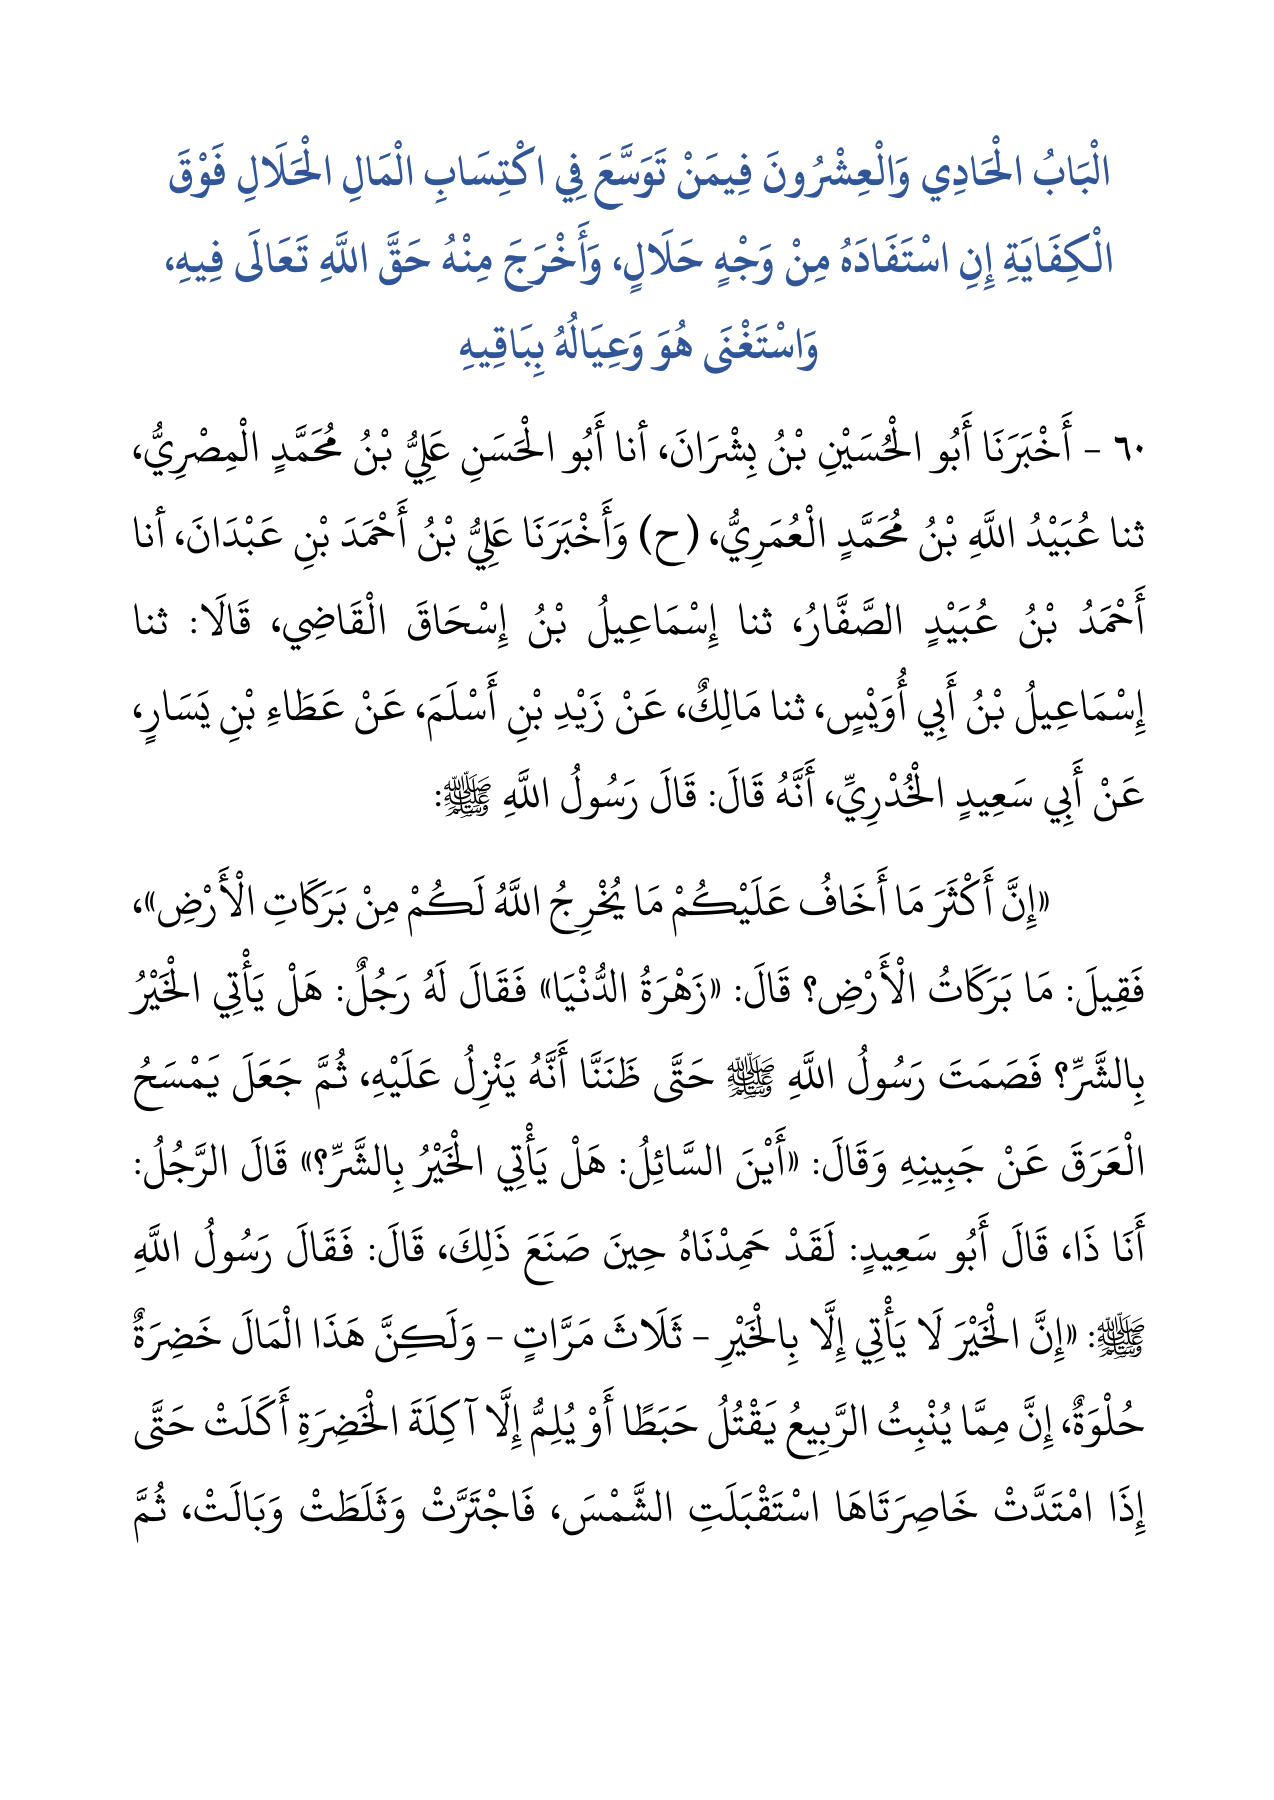 الْبَابُ الْحَادِي وَالْعِشْرُونَ فِيمَنْ تَوَسَّعَ فِي اكْتِسَابِ الْمَالِ الْحَلَالِ فَوْقَ
الْكِفَايَةِ إِنِ اسْتَفَادَهُ مِنْ وَجْهٍ حَلَالٍ، وَأَخْرَجَ مِنْهُ حَقَّ اللَّهِ تَعَالَى فِيهِ،
وَاسْتَغْنَى هُوَ وَعِيَالُهُ بِبَاقِيهِ
٦٠ - أَخْبَرَنَا أَبُو الْحُسَيْنِ بْنُ بِشْرَانَ، أنا أَبُو الْحَسَنِ عَلِيُّ بْنُ مُحَمَّدٍ الْمِصْرِيُّ،
ثنا عُبَيْدُ اللَّهِ بْنُ مُحَمَّدٍ الْعُمَرِيُّ، (ح) وَأَخْبَرَنَا عَلِيُّ بْنُ أَحْمَدَ بْنِ عَبْدَانَ، أنا
أَحْمَدُ بْنُ عُبَيْدٍ الصَّفَّارُ، ثنا إِسْمَاعِيلُ بْنُ إِسْحَاقَ الْقَاضِي، قَالَا: ثنا
إِسْمَاعِيلُ بْنُ أَبِي أُوَيْسٍ، ثنا مَالِكٌ، عَنْ زَيْدِ بْنِ أَسْلَمَ، عَنْ عَطَاءِ بْنِ يَسَارٍ،
عَنْ أَبِي سَعِيدٍ الْخُدْرِيِّ، أَنَّهُ قَالَ: قَالَ رَسُولُ اللَّهِ ﷺ:
«إِنَّ أَكْثَرَ مَا أَخَافُ عَلَيْكُمْ مَا يُخْرِجُ اللَّهُ لَكُمْ مِنْ بَرَكَاتِ الْأَرْضِ»،
فَقِيلَ: مَا بَرَكَاتُ الْأَرْضِ؟ قَالَ: «زَهْرَةُ الدُّنْيَا» فَقَالَ لَهُ رَجُلٌ: هَلْ يَأْتِي الْخَيْرُ
بِالشَّرِّ؟ فَصَمَتَ رَسُولُ اللَّهِ ﷺ حَتَّى ظَنَنَّا أَنَّهُ يَنْزِلُ عَلَيْهِ، ثُمَّ جَعَلَ يَمْسَحُ
الْعَرَقَ عَنْ جَبِينِهِ وَقَالَ: «أَيْنَ السَّائِلُ: هَلْ يَأْتِي الْخَيْرُ بِالشَّرِّ؟» قَالَ الرَّجُلُ:
أَنَا ذَا، قَالَ أَبُو سَعِيدٍ: لَقَدْ حَمِدْنَاهُ حِينَ صَنَعَ ذَلِكَ، قَالَ: فَقَالَ رَسُولُ اللَّهِ
ﷺ: «إِنَّ الْخَيْرَ لَا يَأْتِي إِلَّا بِالْخَيْرِ - ثَلَاثَ مَرَّاتٍ - وَلَكِنَّ هَذَا الْمَالَ خَضِرَةٌ
حُلْوَةٌ، إِنَّ مِمَّا يُنْبِتُ الرَّبِيعُ يَقْتُلُ حَبَطًا أَوْ يُلِمُّ إِلَّا آكِلَةَ الْخَضِرَةِ أَكَلَتْ حَتَّى
إِذَا امْتَدَّتْ خَاصِرَتَاهَا اسْتَقْبَلَتِ الشَّمْسَ، فَاجْتَرَّتْ وَثَلَطَتْ وَبَالَتْ، ثُمَّ